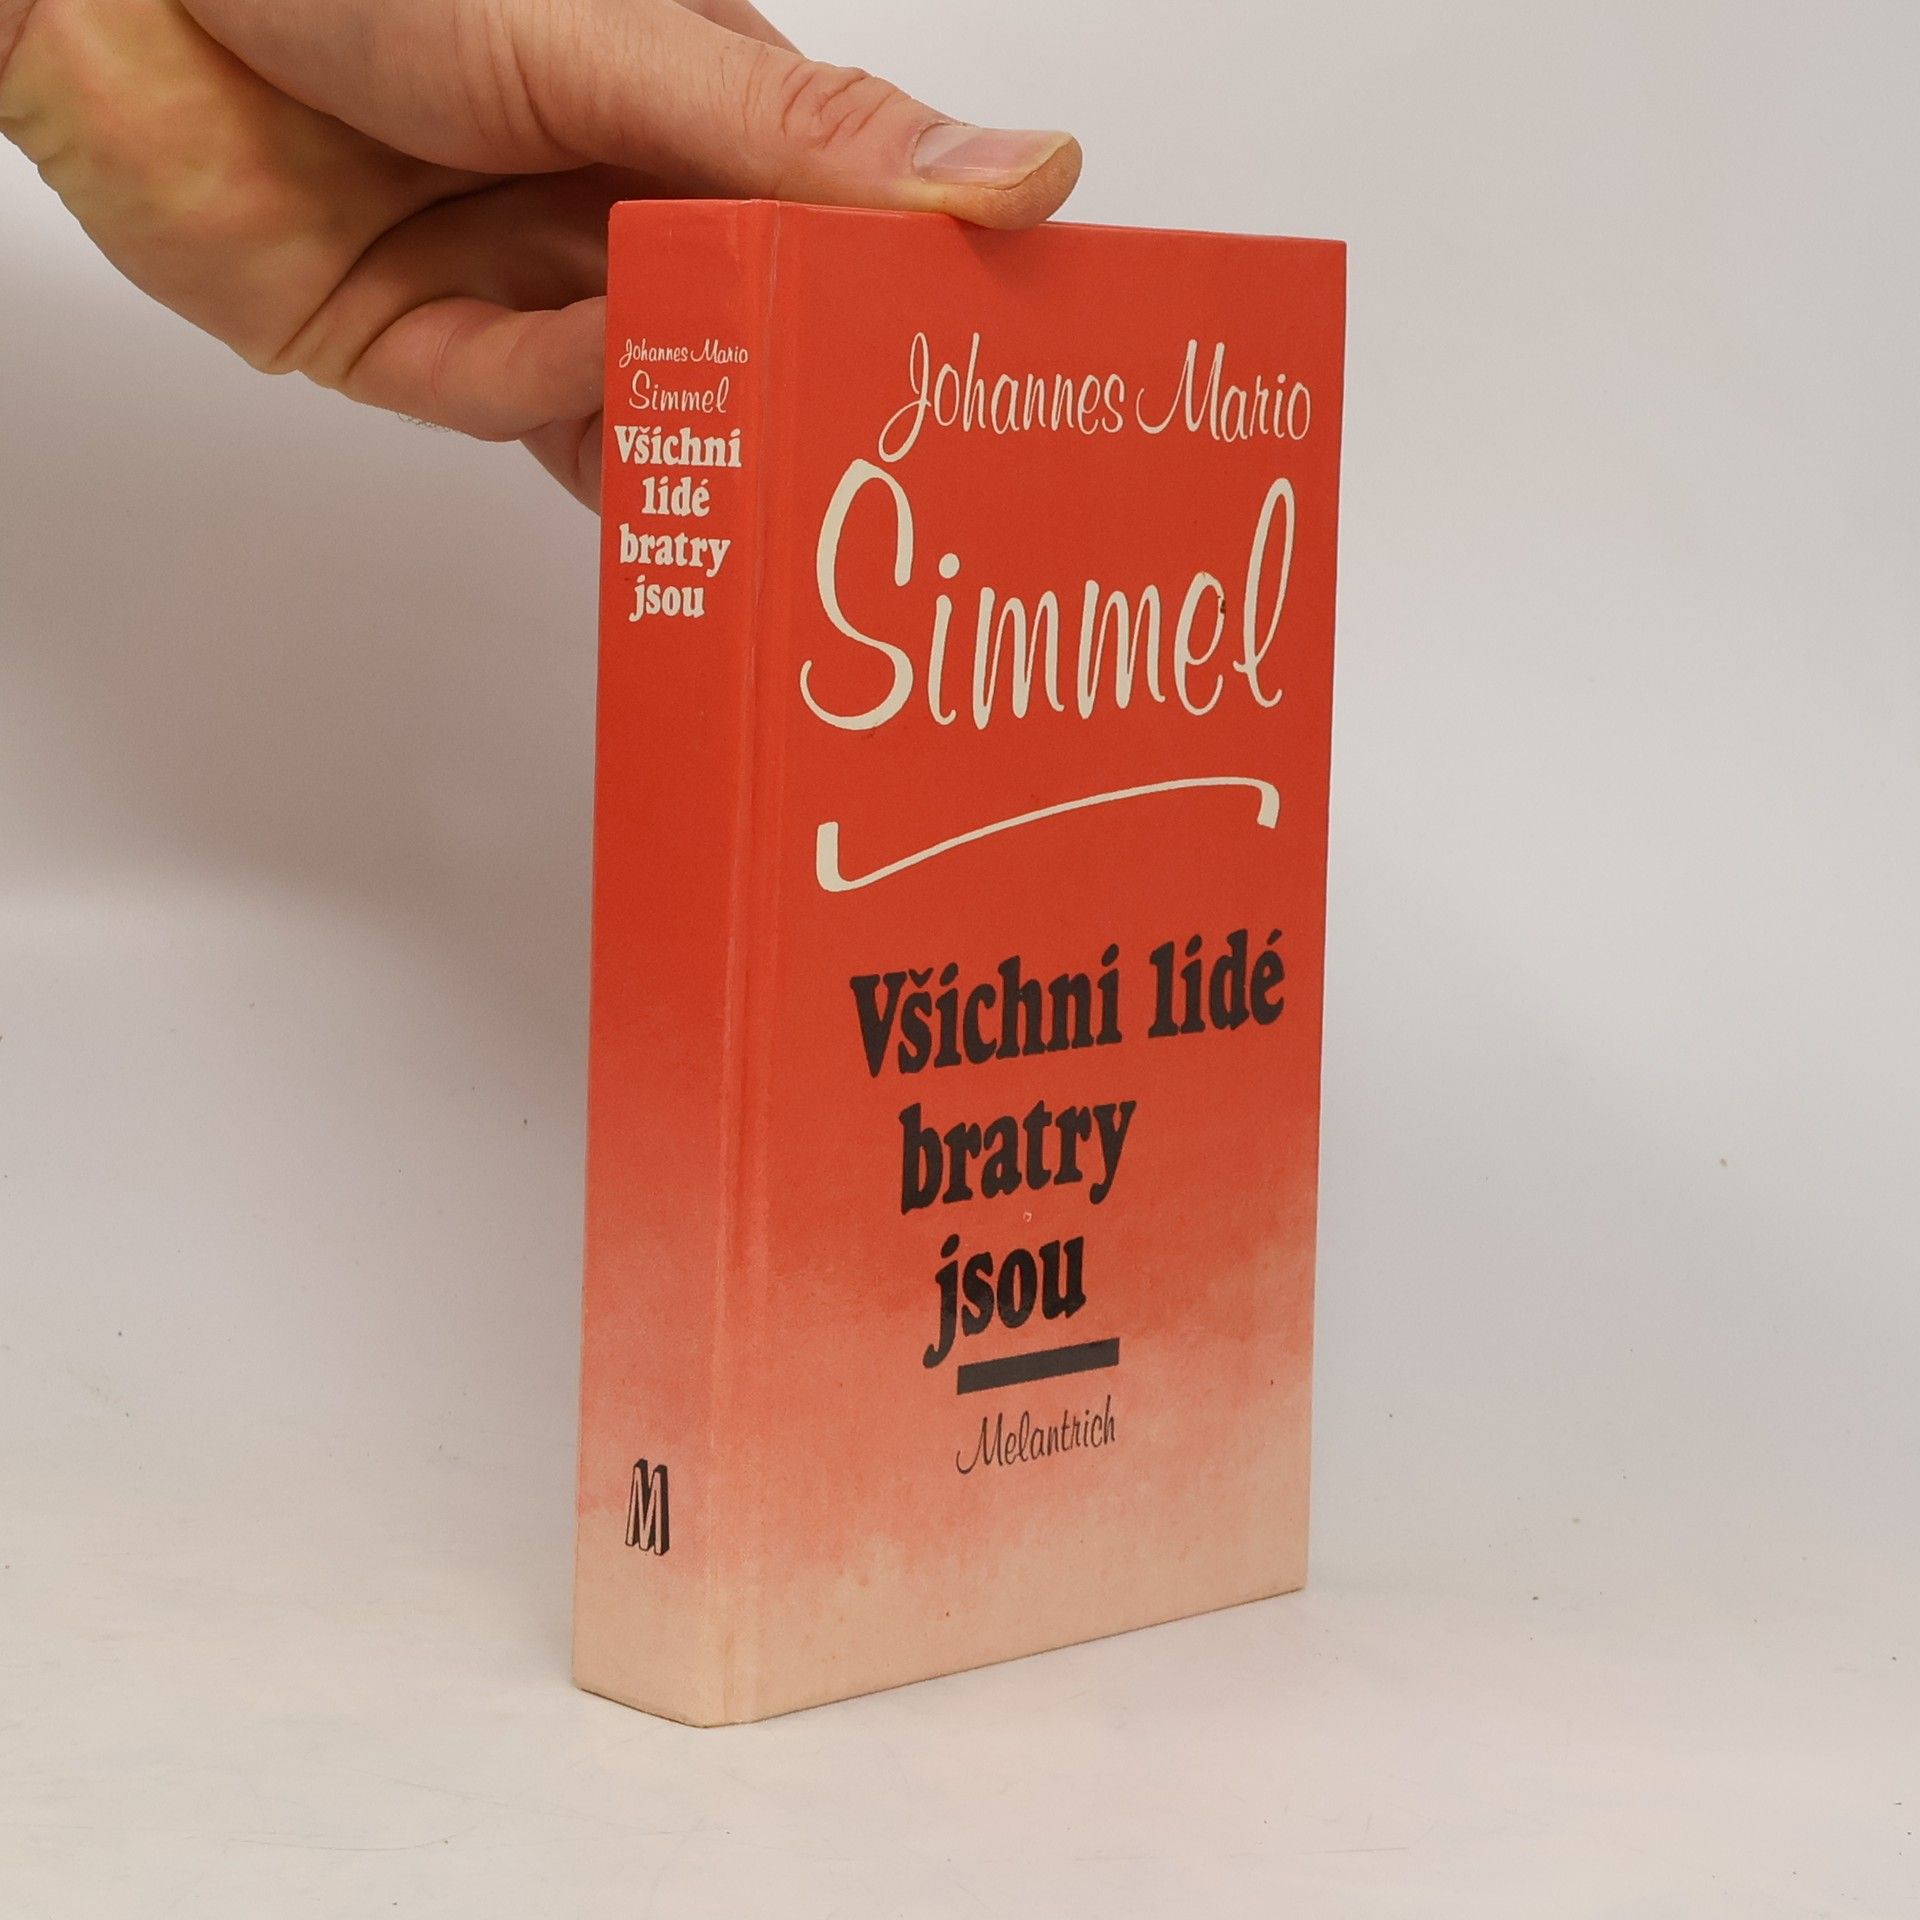 Johannes Mario
Simmel
Všichni
lidé
bratry
jsou
M
Johannes Mario
Simmel
Všichni lidé
bratry
jsou
Melantrich